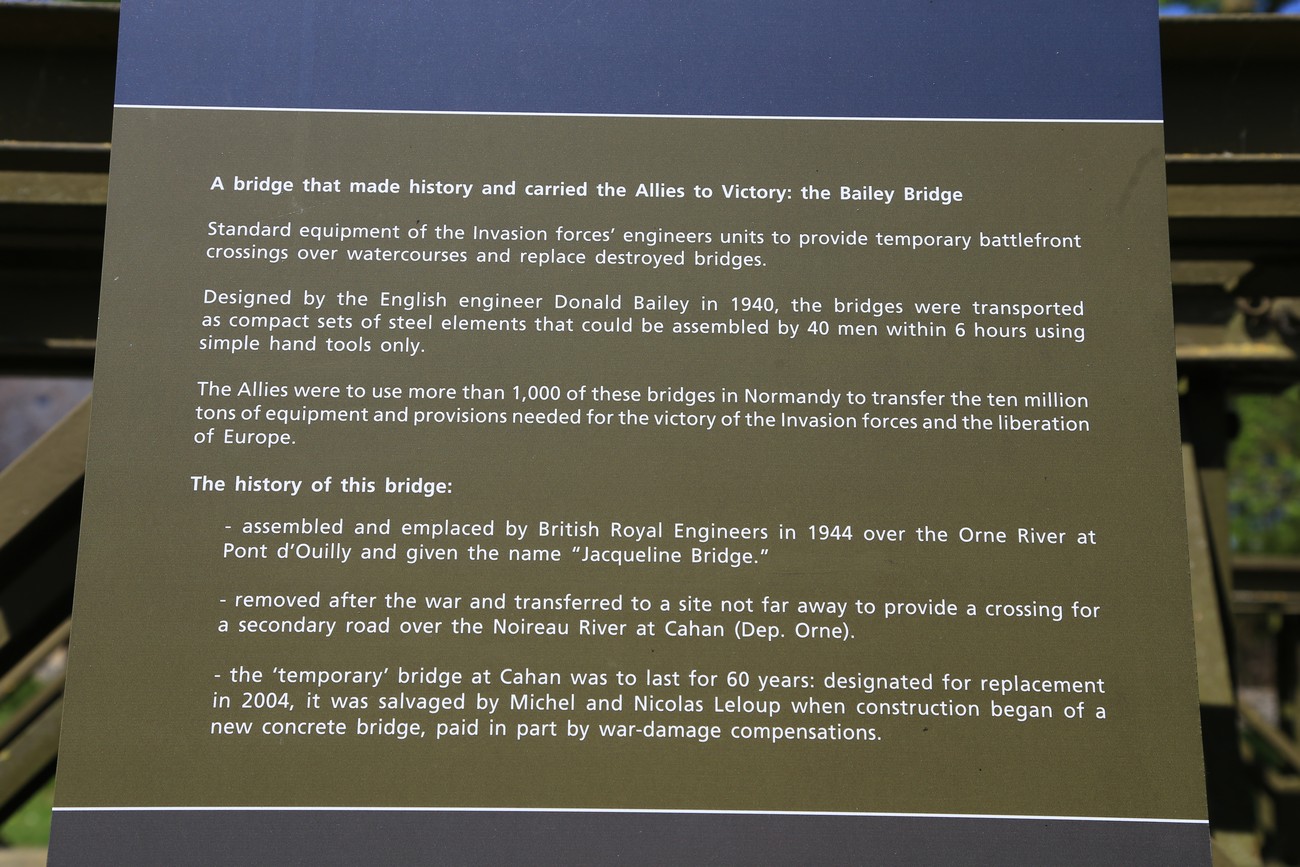 A bridge that made history and carried the Allies to Victory: the Bailey Bridge
Standard equipment of the Invasion forces’ engineers units to provide temporary battlefront
crossings over watercourses and replace destroyed bridges.
Designed by the English engineer Donald Bailey in 1940, the bridges were transported
as compact sets of steel elements that could be assembled by 40 men within 6 hours using
simple hand tools only.
The Allies were to use more than 1,000 of these bridges in Normandy to transfer the ten million
tons of equipment and provisions needed for the victory of the Invasion forces and the liberation
of Europe.
The history of this bridge:
- assembled and emplaced by British Royal Engineers in 1944 over the Orne River at
Pont d’Ouilly and given the name “Jacqueline Bridge.”
- removed after the war and transferred to a site not far away to provide a crossing for
a secondary road over the Noireau River at Cahan (Dep. Orne).
- the ‘temporary’ bridge at Cahan was to last for 60 years: designated for replacement
in 2004, it was salvaged by Michel and Nicolas Leloup when construction began of a
new concrete bridge, paid in part by war-damage compensations.